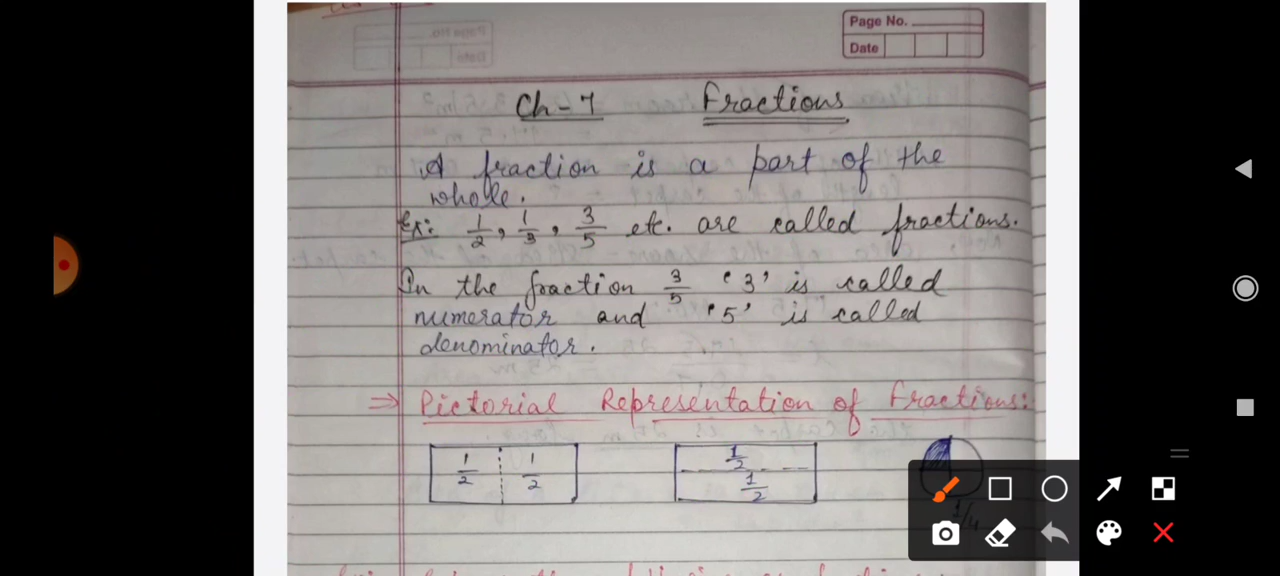 Page No.
Date
Ch-7 Fractions
A fraction is a part of the
whole.
Ex: 1/2, 1/3, 3/5 etc. are called fractions.
In the fraction 3/5 '3' is called
numerator and '5' is called
denominator.
⇒ Pictorial Representation of Fractions:
1/2 1/2
1/2
1/2
1/4